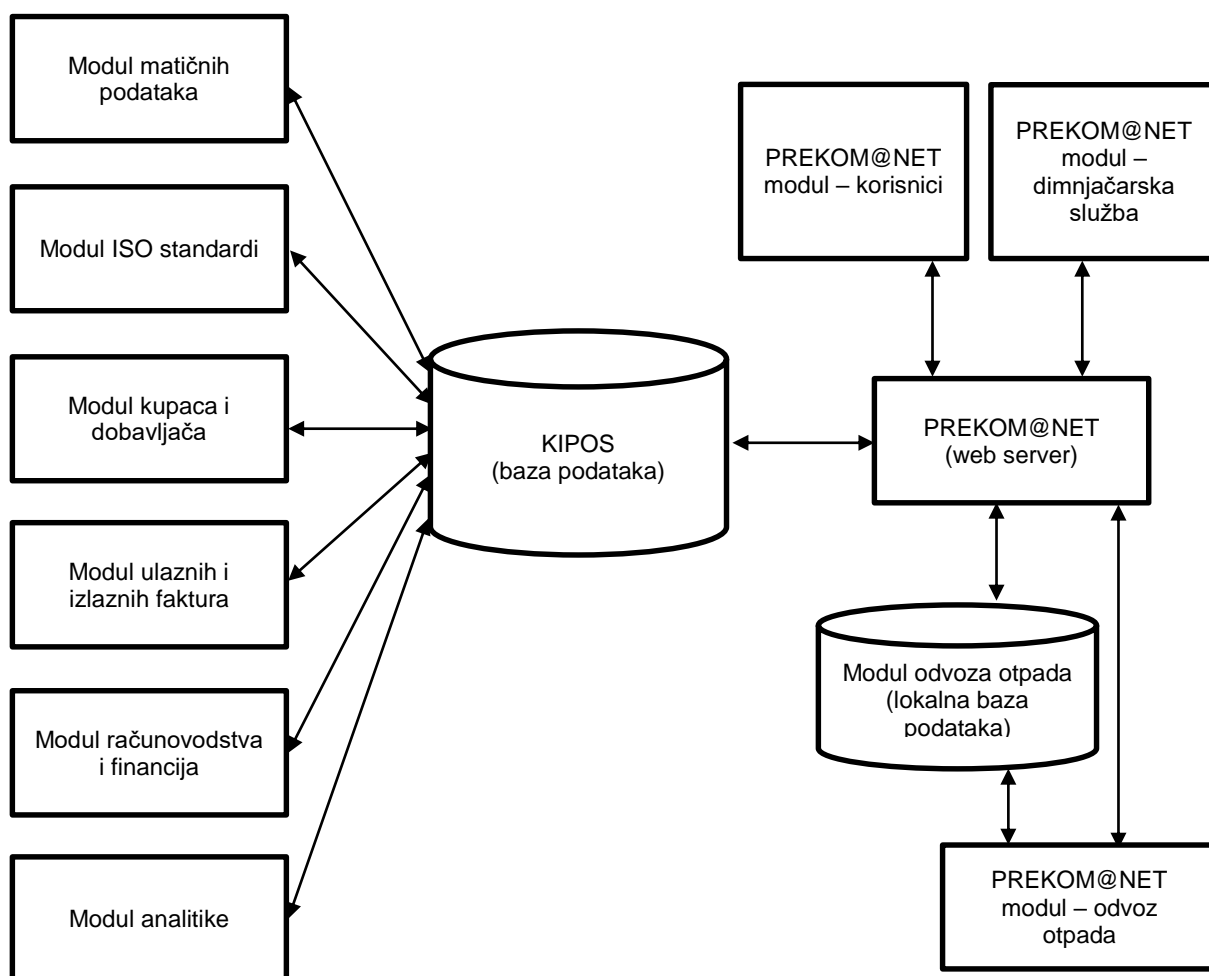 Modul matičnih
podataka
Modul ISO standardi
Modul kupaca i
dobavljača
Modul ulaznih i
izlaznih faktura
Modul računovodstva
i financija
Modul analitike
KIPOS
(baza podataka)
PREKOM@NET
modul – korisnici
PREKOM@NET
modul –
dimnjačarska
služba
PREKOM@NET
(web server)
Modul odvoza otpada
(lokalna baza
podataka)
PREKOM@NET
modul – odvoz
otpada